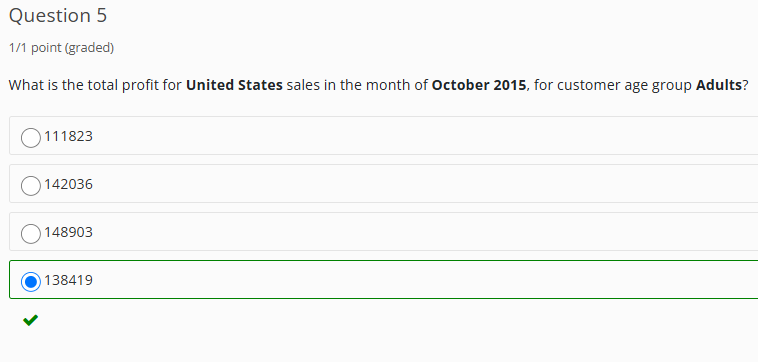 Question 5
1/1 point (graded)
What is the total profit for United States sales in the month of October 2015, for customer age group Adults?
111823
142036
148903
138419